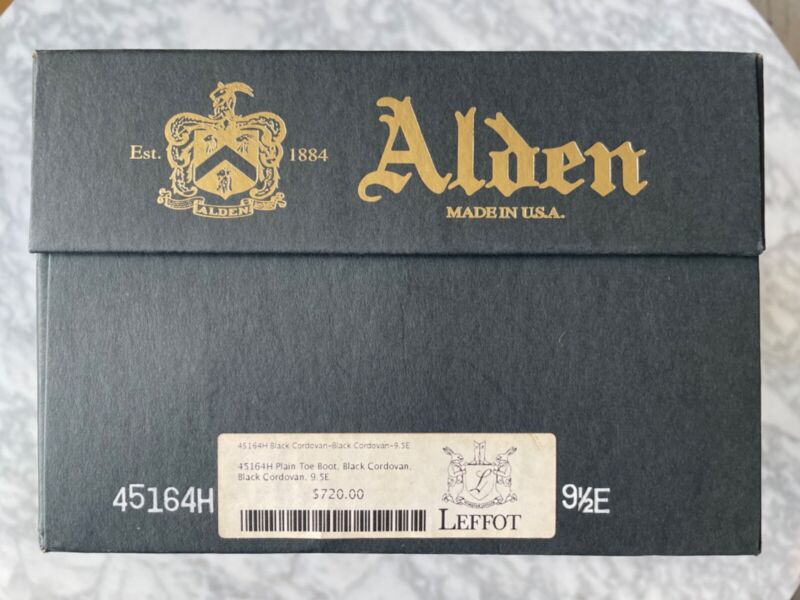 Est. 1884
ALDEN
Alden
MADE IN U.S.A.
45164H Black Cordovan-Black Cordovan-9.5E
45164H Plain Toe Boot, Black Cordovan,
Black Cordovan, 9.5E
$720.00
LEFFOT
45164H
9½E